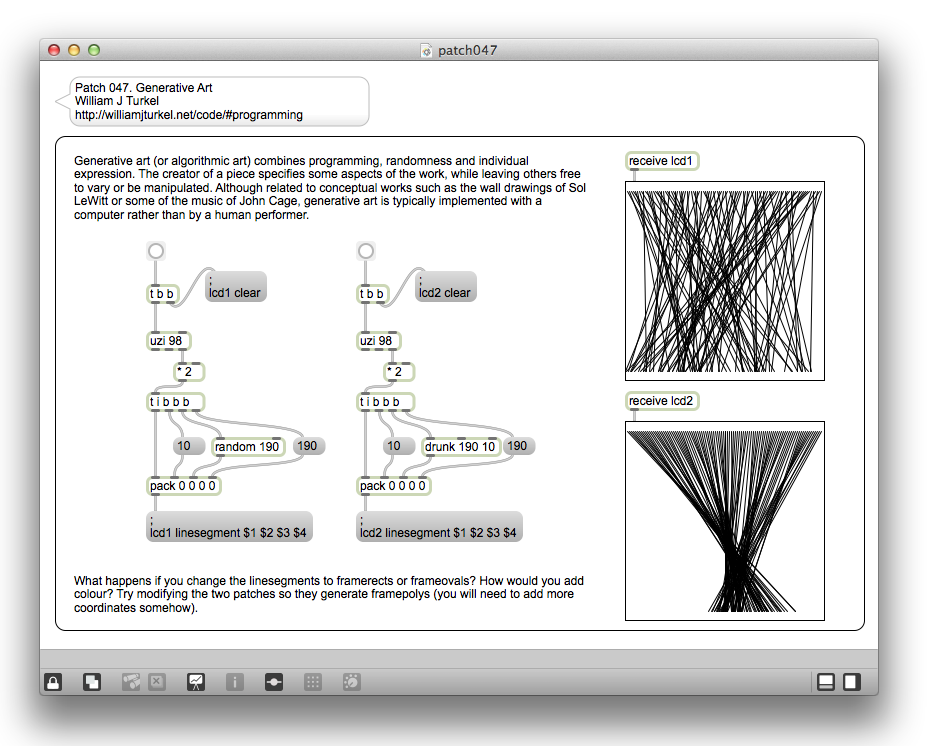 patch047
Patch 047. Generative Art
William J Turkel
http://williamjturkel.net/code/#programming
Generative art (or algorithmic art) combines programming, randomness and individual
expression. The creator of a piece specifies some aspects of the work, while leaving others free
to vary or be manipulated. Although related to conceptual works such as the wall drawings of Sol
LeWitt or some of the music of John Cage, generative art is typically implemented with a
computer rather than by a human performer.
t b b
;
lcd1 clear
uzi 98
* 2
t i b b b
10
random 190
190
pack 0 0 0 0
;
lcd1 linesegment $1 $2 $3 $4
t b b
;
lcd2 clear
uzi 98
* 2
t i b b b
10
drunk 190 10
190
pack 0 0 0 0
;
lcd2 linesegment $1 $2 $3 $4
receive lcd1
receive lcd2
What happens if you change the linesegments to framerects or frameovals? How would you add
colour? Try modifying the two patches so they generate framepolys (you will need to add more
coordinates somehow).